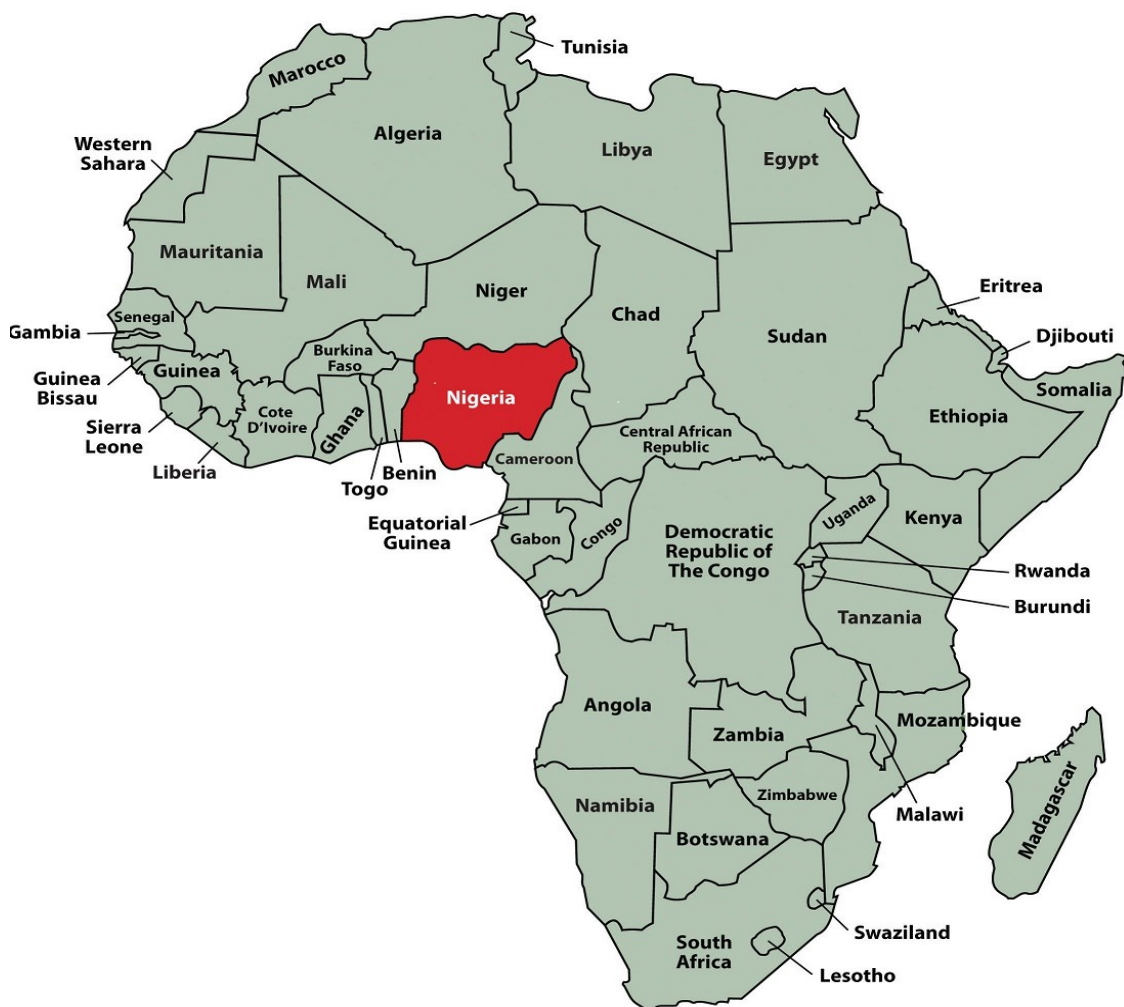 Tunisia
Marocco
Algeria
Western
Sahara
Libya
Egypt
Mauritania
Mali
Niger
Chad
Sudan
Eritrea
Senegal
Gambia
Djibouti
Burkina
Faso
Guinea
Guinea
Bissau
Nigeria
Somalia
Cote
D'Ivoire
Ghana
Ethiopia
Sierra
Leone
Central African
Republic
Liberia
Togo
Benin
Cameroon
Equatorial
Guinea
Gabon
Congo
Democratic
Republic of
The Congo
Uganda
Kenya
Rwanda
Burundi
Tanzania
Angola
Zambia
Mozambique
Malawi
Zimbabwe
Namibia
Botswana
Madagascar
Swaziland
South
Africa
Lesotho